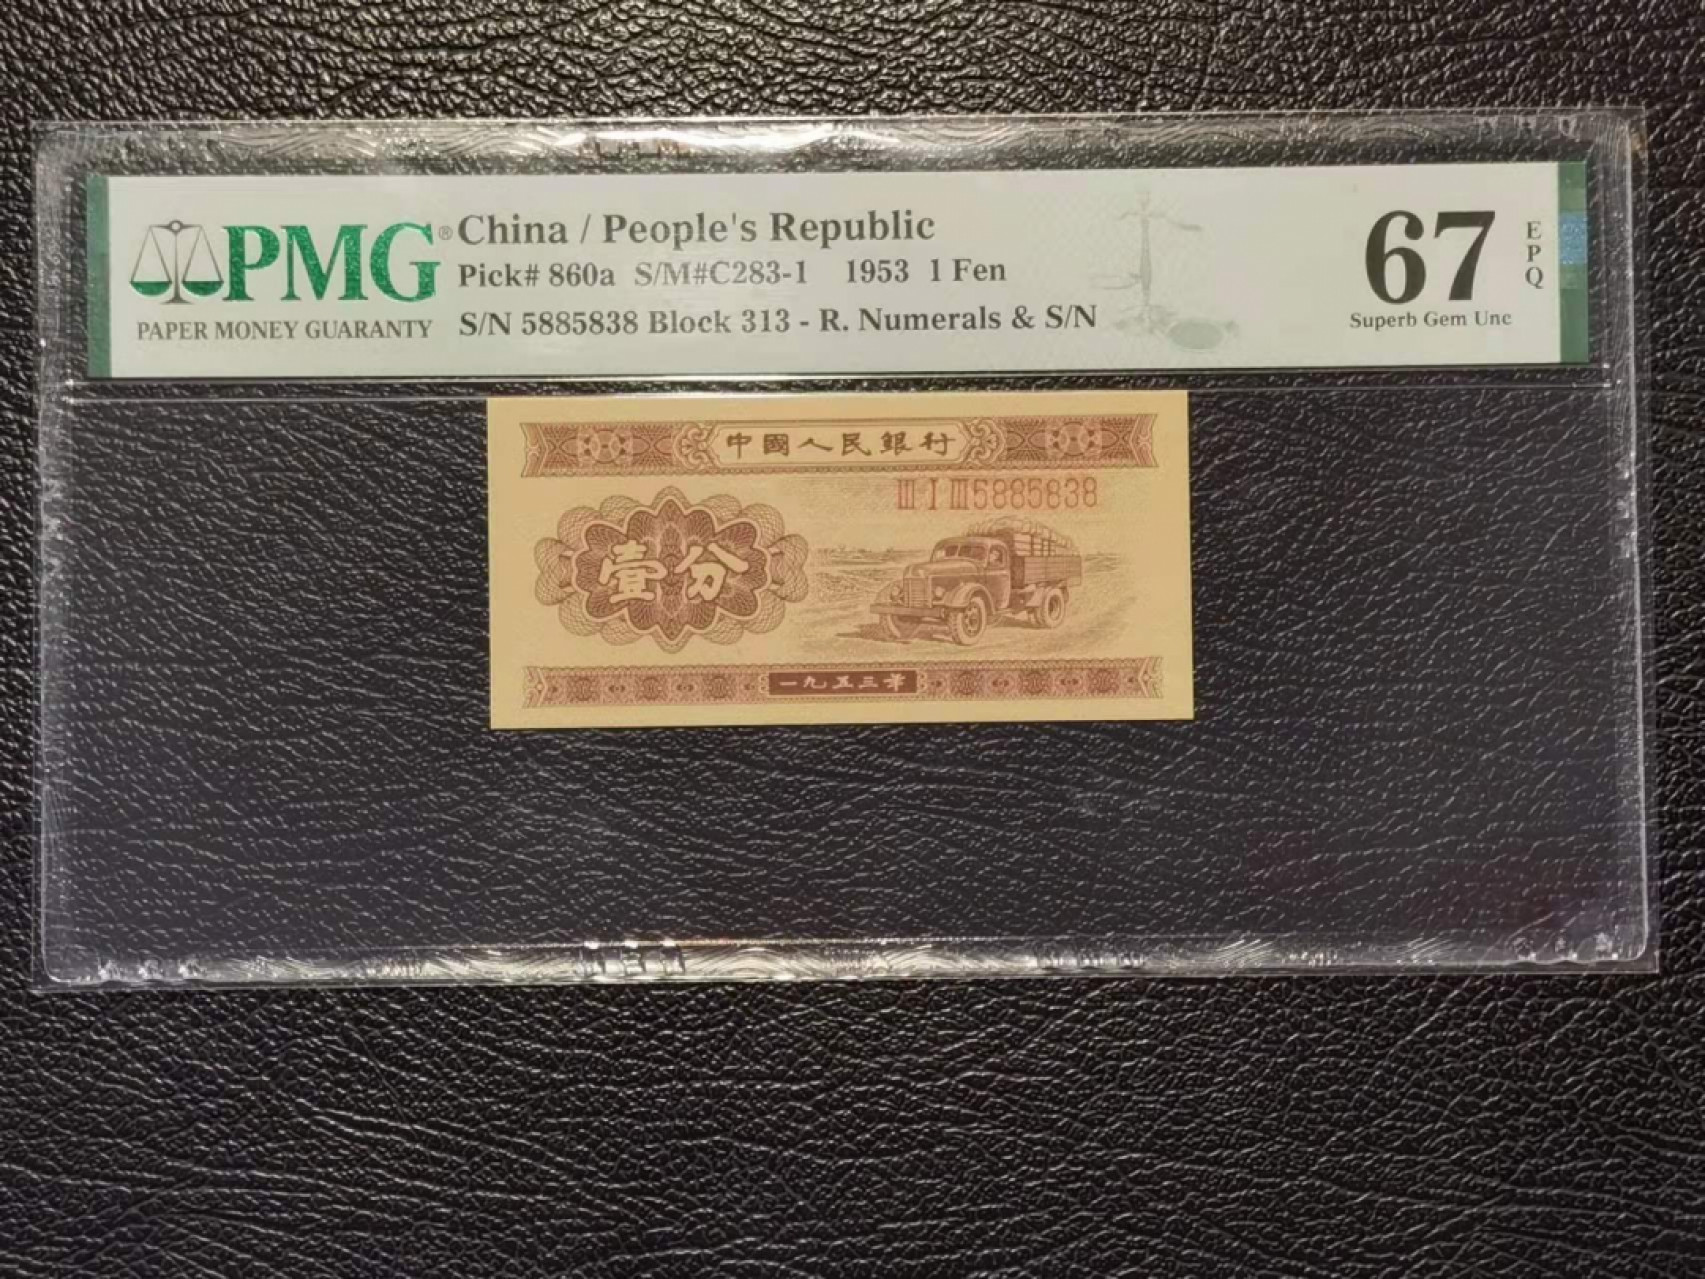 PMG®
PAPER MONEY GUARANTY
China / People's Republic
Pick# 860a S/M#C283-1 1953 1 Fen
S/N 5885838 Block 313 - R. Numerals & S/N
67
EPQ
Superb Gem Unc
中國人民銀行
III I III 5885838
壹分
一九五三年